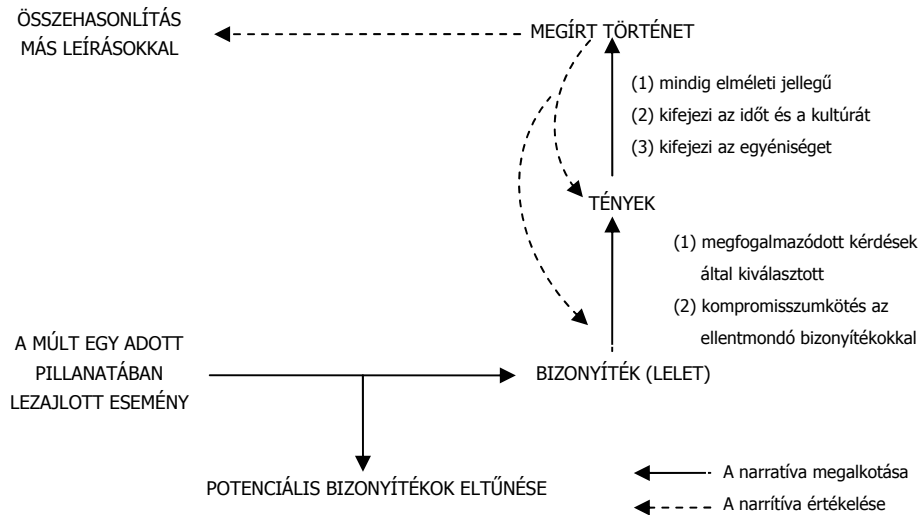 ÖSSZEHASONLÍTÁS
MÁS LEÍRÁSOKKAL
MEGÍRT TÖRTÉNET
(1) mindig elméleti jellegű
(2) kifejezi az időt és a kultúrát
(3) kifejezi az egyéniséget
TÉNYEK
(1) megfogalmazódott kérdések
által kiválasztott
(2) kompromisszumkötés az
ellentmondó bizonyítékokkal
A MÚLT EGY ADOTT
PILLANATÁBAN
LEZAJLOTT ESEMÉNY
BIZONYÍTÉK (LELET)
POTENCIÁLIS BIZONYÍTÉKOK ELTŰNÉSE
A narratíva megalkotása
A narrítíva értékelése